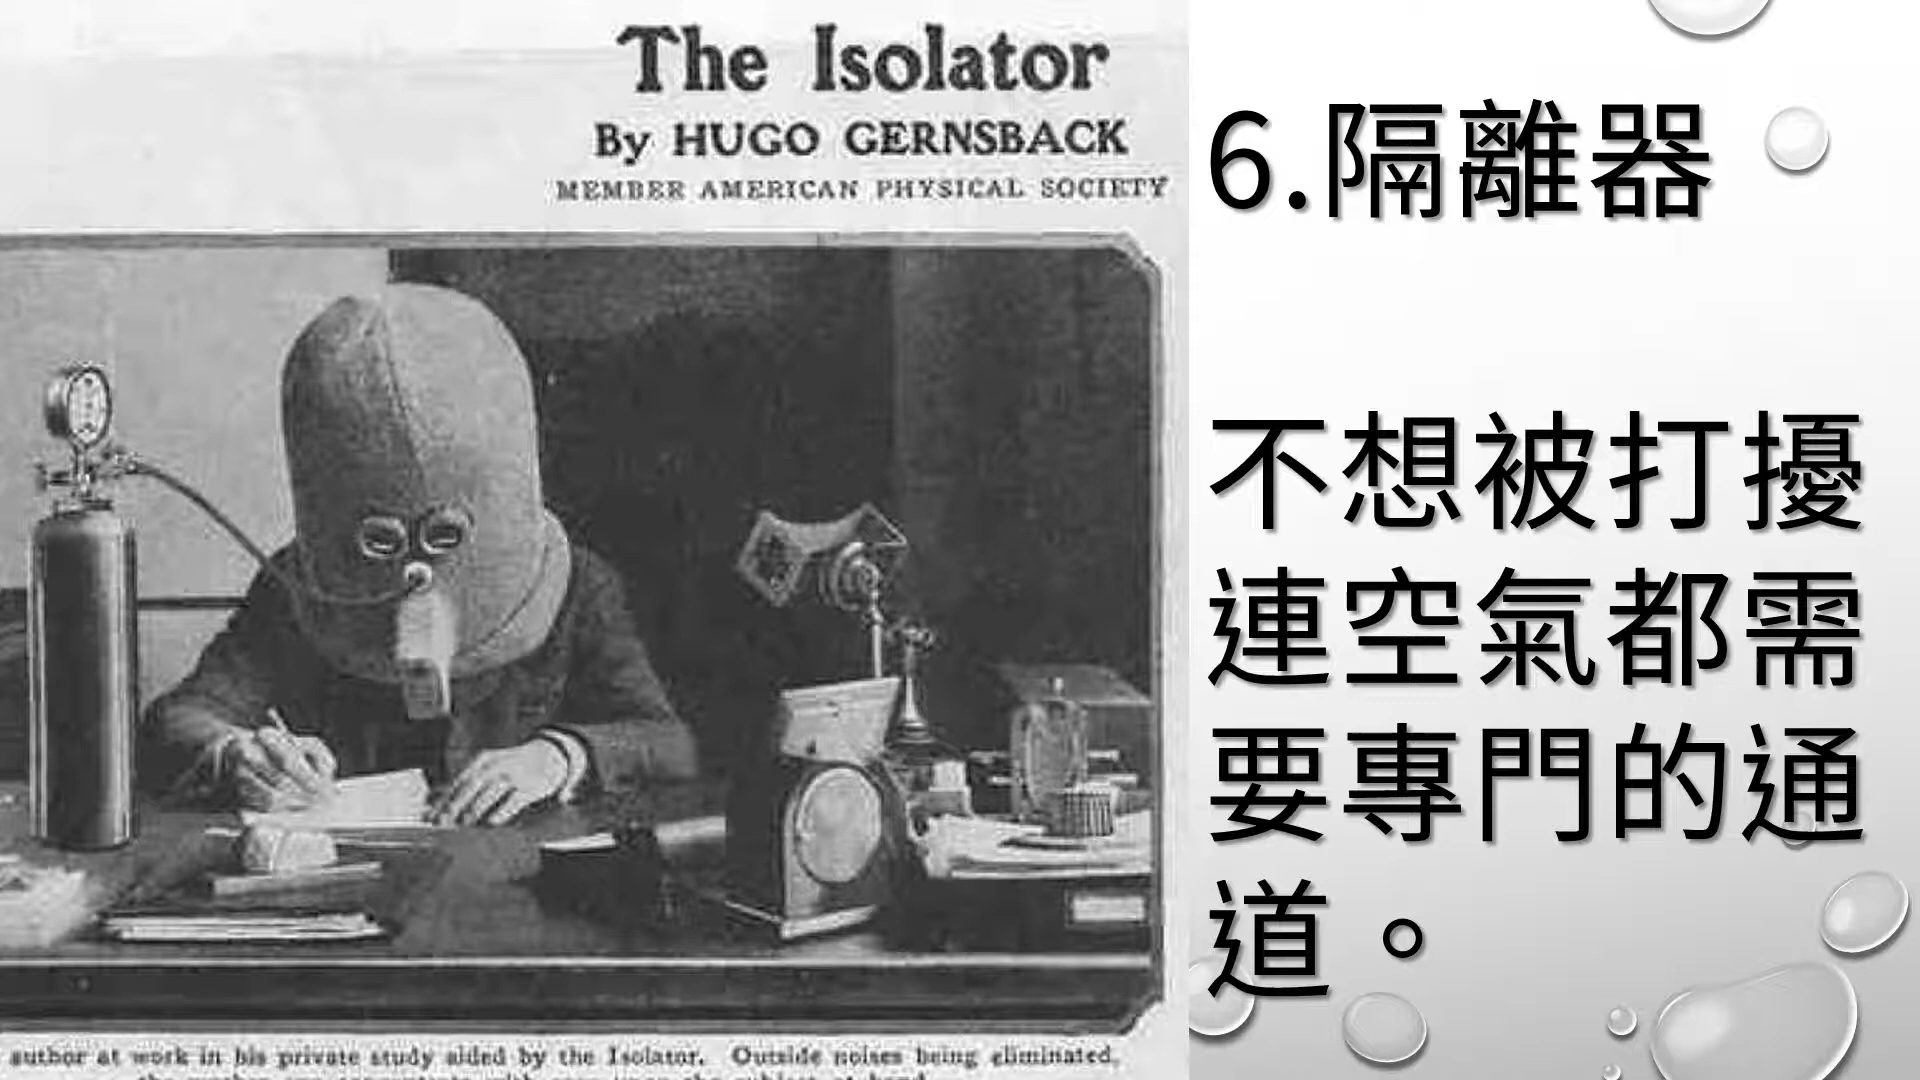 The Isolator
By HUGO GERNSBACK
MEMBER AMERICAN PHYSICAL SOCIETY
author at work in his private study aided by the Isolator. Outside noises being eliminated,
6.隔離器
不想被打擾
連空氣都需
要專門的通
道。